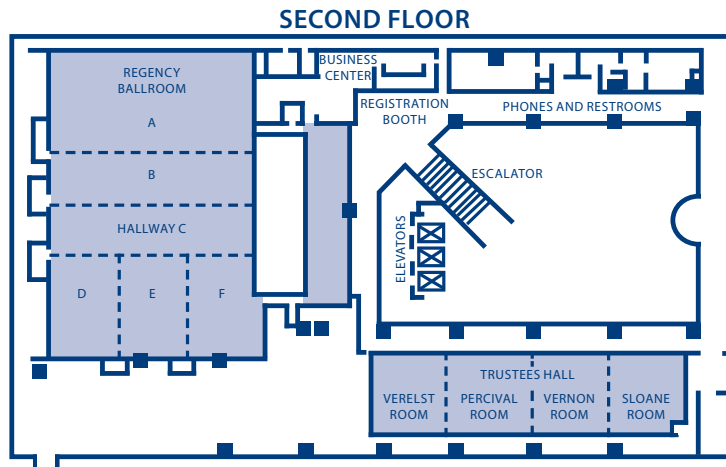 SECOND FLOOR
REGENCY
BALLROOM
A
B
HALLWAY C
D
E
F
BUSINESS
CENTER
REGISTRATION
BOOTH
PHONES AND RESTROOMS
ESCALATOR
ELEVATORS
TRUSTEES HALL
VERELST
ROOM
PERCIVAL
ROOM
VERNON
ROOM
SLOANE
ROOM